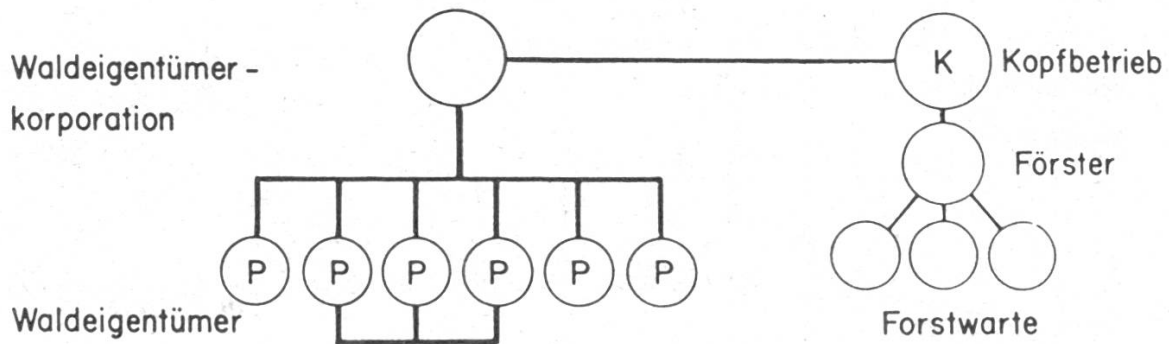 Waldeigentümer-
korporation
K
Kopfbetrieb
Förster
P P P P P P
Waldeigentümer
Forstwarte